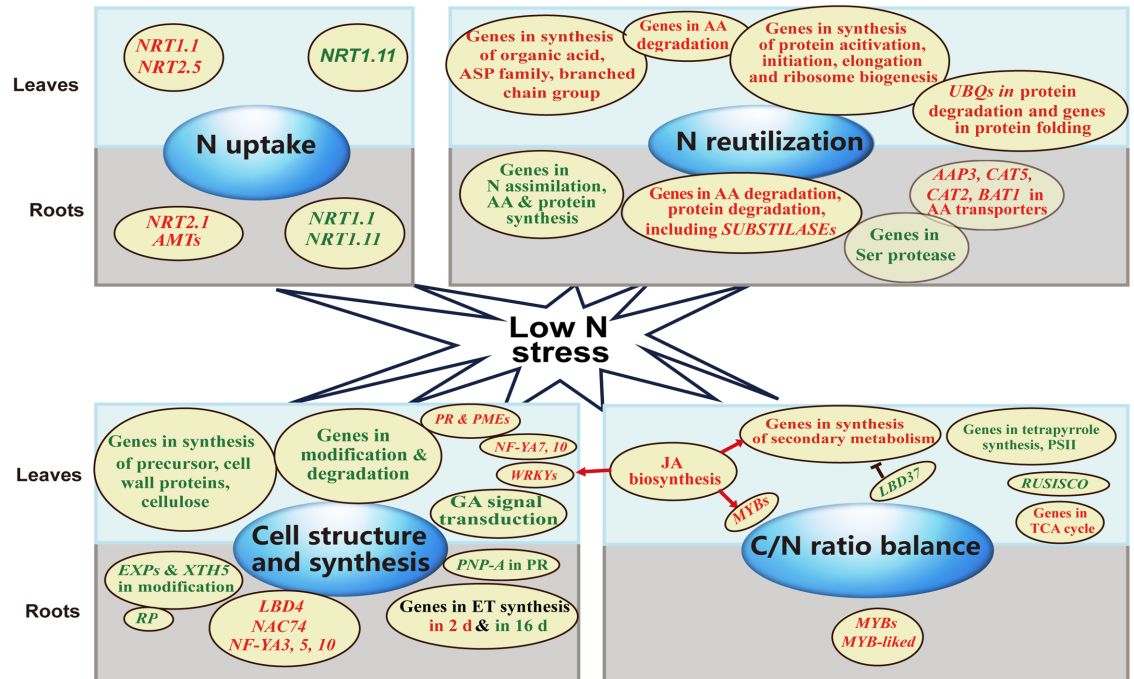 Leaves
Roots
NRT1.1
NRT2.5
NRT1.11
N uptake
NRT2.1
AMTs
NRT1.1
NRT1.11
Genes in synthesis
of organic acid,
ASP family, branched
chain group
Genes in AA
degradation
Genes in synthesis
of protein acitivation,
initiation, elongation
and ribosome biogenesis
UBQs in protein
degradation and genes
in protein folding
N reutilization
Genes in
N assimilation,
AA & protein
synthesis
Genes in AA degradation,
protein degradation,
including SUBSTILASEs
AAP3, CAT5,
CAT2, BAT1 in
AA transporters
Genes in
Ser protease
Low N
stress
Leaves
Roots
Genes in synthesis
of precursor, cell
wall proteins,
cellulose
Genes in
modification &
degradation
PR & PMEs
NF-YA7, 10
WRKYs
GA signal
transduction
Cell structure
and synthesis
EXPs & XTH5
in modification
RP
LBD4
NAC74
NF-YA3, 5, 10
PNP-A in PR
Genes in ET synthesis
in 2 d & in 16 d
JA
biosynthesis
Genes in synthesis
of secondary metabolism
MYBs
LBD37
Genes in tetrapyrrole
synthesis, PSII
RUSISCO
Genes in
TCA cycle
C/N ratio balance
MYBs
MYB-liked